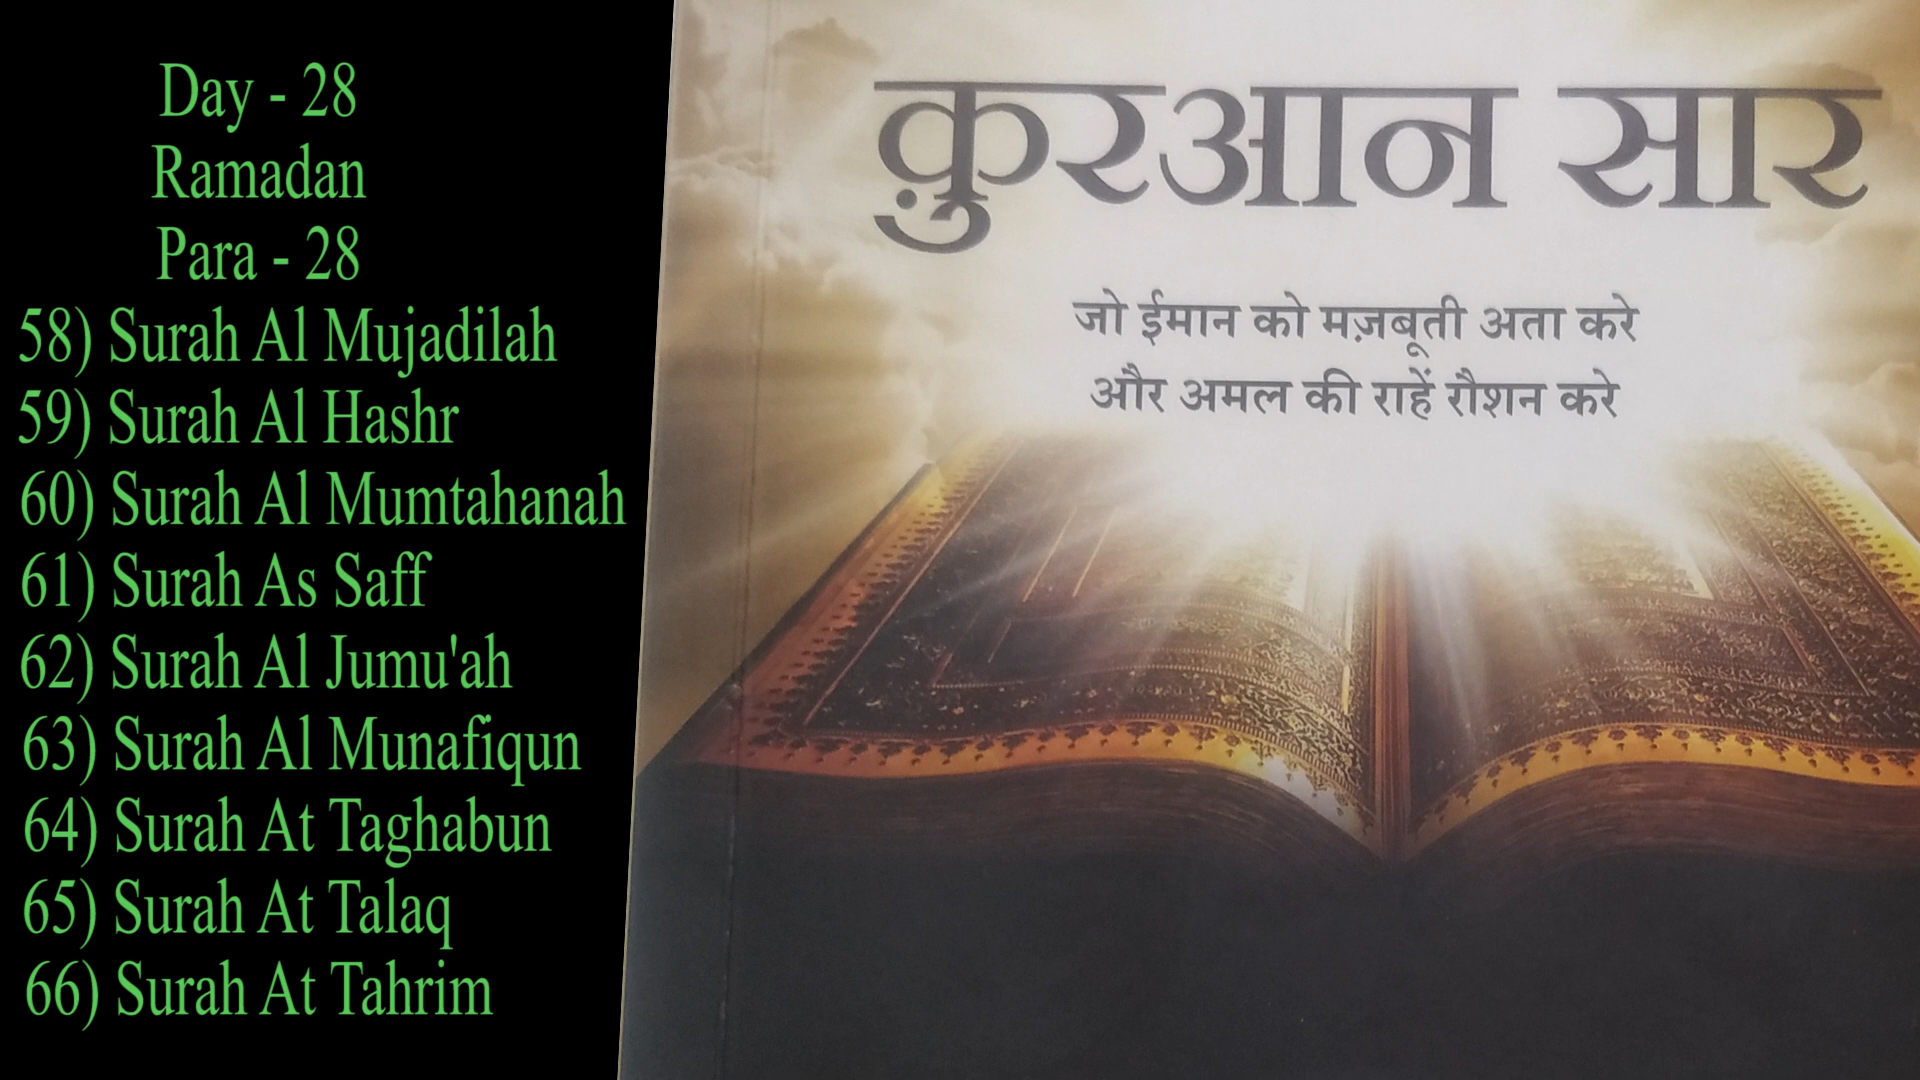 Day - 28
Ramadan
Para - 28
58) Surah Al Mujadilah
59) Surah Al Hashr
60) Surah Al Mumtahanah
61) Surah As Saff
62) Surah Al Jumu'ah
63) Surah Al Munafiqun
64) Surah At Taghabun
65) Surah At Talaq
66) Surah At Tahrim
क़ुरआन सार
जो ईमान को मज़बूती अता करे
और अमल की राहें रौशन करे